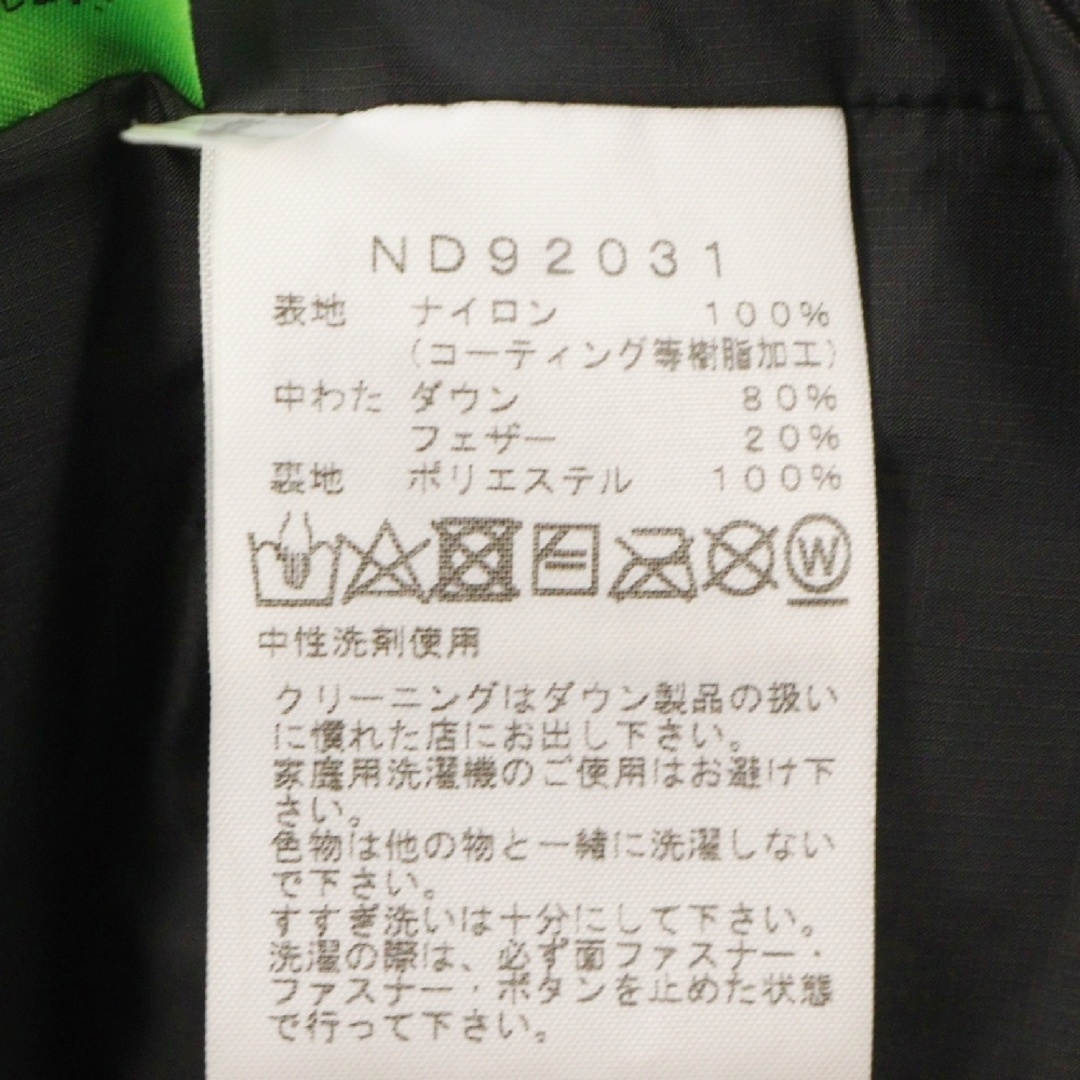 ND92031
表地 ナイロン 100%
(コーティング等樹脂加工)
中わた ダウン 80%
フェザー 20%
裏地 ポリエステル 100%
W
中性洗剤使用
クリーニングはダウン製品の扱い
に慣れた店にお出し下さい。
家庭用洗濯機のご使用はお避け下
さい。
色物は他の物と一緒に洗濯しない
で下さい。
すすぎ洗いは十分にして下さい。
洗濯の際は、必ず面ファスナー・
ファスナー・ボタンを止めた状態
で行って下さい。